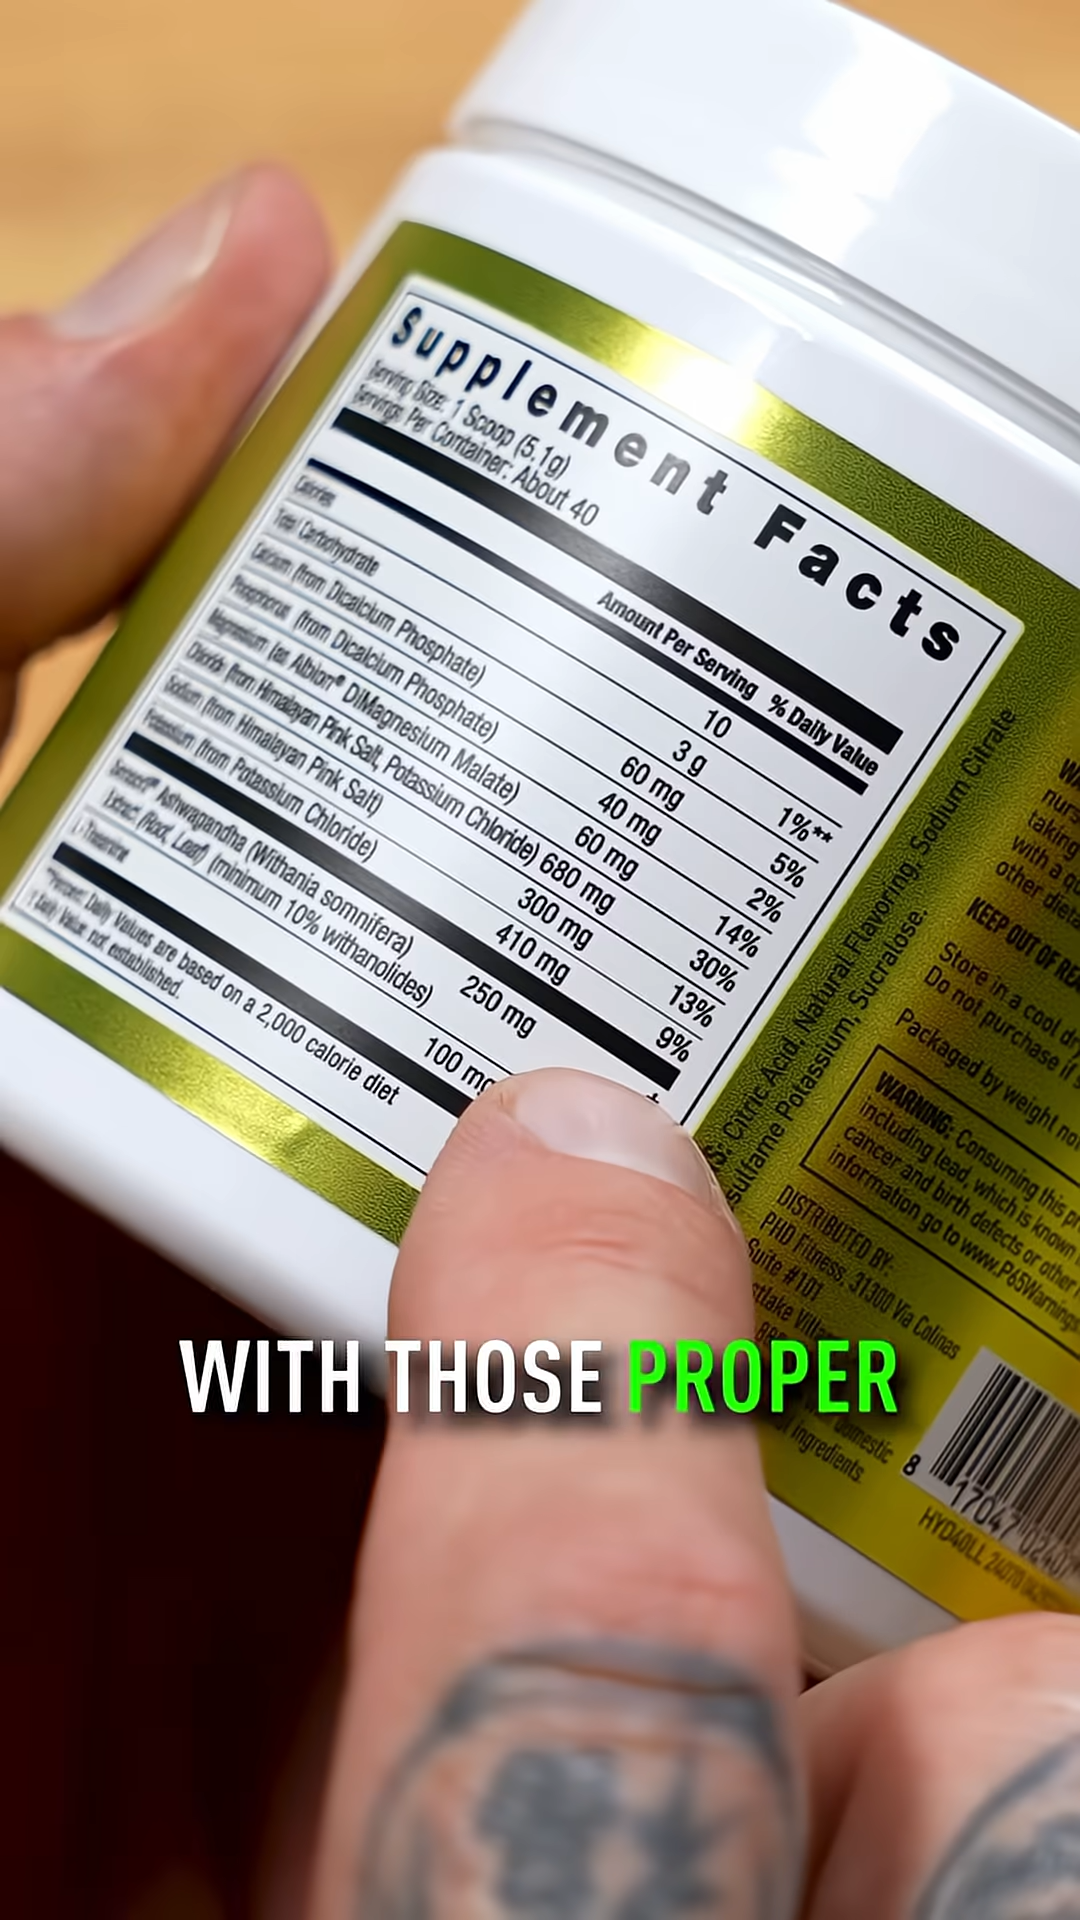 Supplement Facts
Serving Size: 1 Scoop (5.1g)
Servings Per Container: About 40
Amount Per Serving % Daily Value
Calories 10
Total Carbohydrate 3 g 1%**
Calcium (from Dicalcium Phosphate) 60 mg 5%
Phosphorus (from Dicalcium Phosphate) 40 mg 2%
Magnesium (as Albion® DiMagnesium Malate) 60 mg 14%
Chloride (from Himalayan Pink Salt, Potassium Chloride) 680 mg 30%
Sodium (from Himalayan Pink Salt) 300 mg 13%
Potassium (from Potassium Chloride) 410 mg 9%
Ashwagandha (Withania somnifera)
Extract (Root, Leaf) (minimum 10% withanolides) 250 mg
L-Theanine 100 mg
**Percent Daily Values are based on a 2,000 calorie diet
† Daily Value not established.
Citric Acid, Natural Flavoring, Sodium Citrate
Potassium, Sucralose.
taking
with a
other
KEEP OUT OF
Store in a cool
Do not purchase if
Packaged by weight
WARNING: Consuming this
including lead, which is known
cancer and birth defects or other
information go to
DISTRIBUTED BY:
PHD Fitness, 31300 Via Colinas
Suite #101
Domestic
ingredients.
8 17047
WITH THOSE PROPER